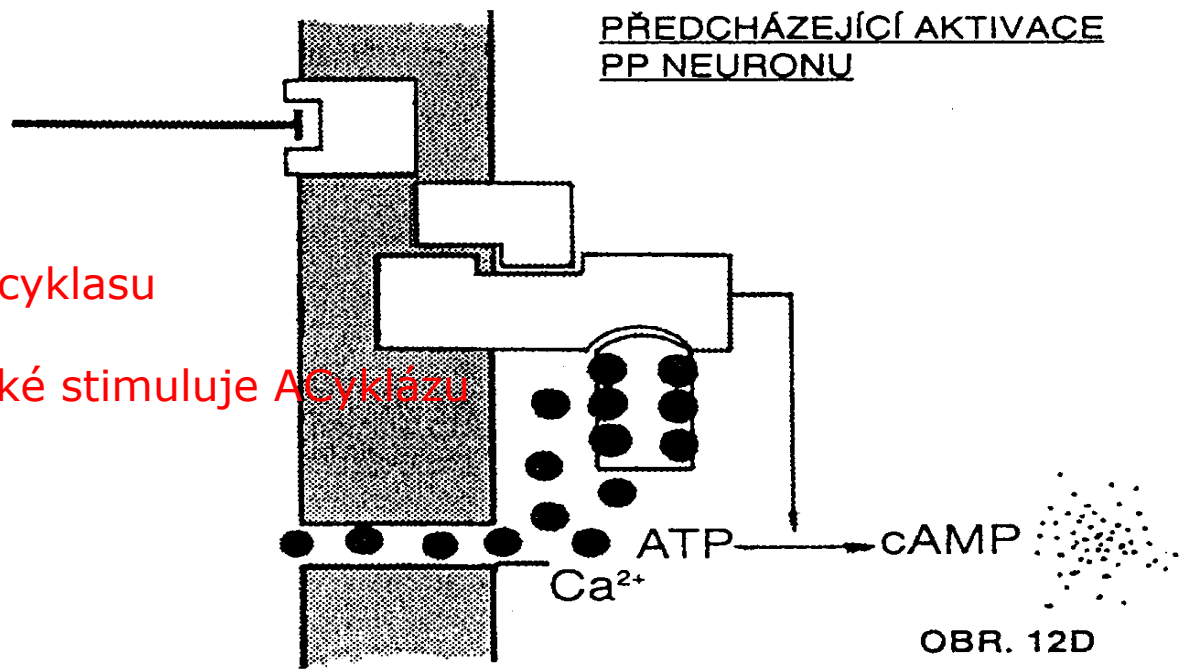 PŘEDCHÁZEJÍCÍ AKTIVACE
PP NEURONU
cyklasu
ké stimuluje ACyklázu
ATP
cAMP
Ca²⁺
OBR. 12D